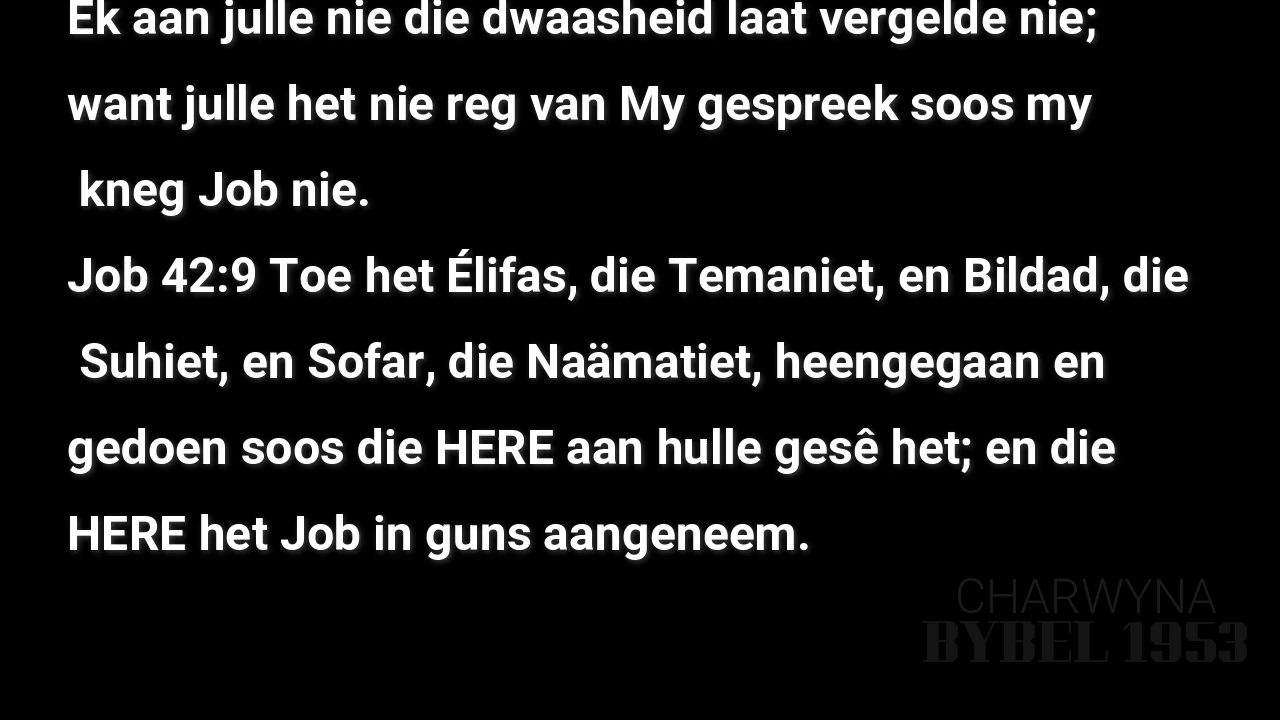 Ek aan julle nie die dwaasheid laat vergelde nie;
want julle het nie reg van My gespreek soos my
kneg Job nie.
Job 42:9 Toe het Élifas, die Temaniet, en Bildad, die
Suhiet, en Sofar, die Naämatiet, heengegaan en
gedoen soos die HERE aan hulle gesê het; en die
HERE het Job in guns aangeneem.
CHARWYNA
BYBEL 1953